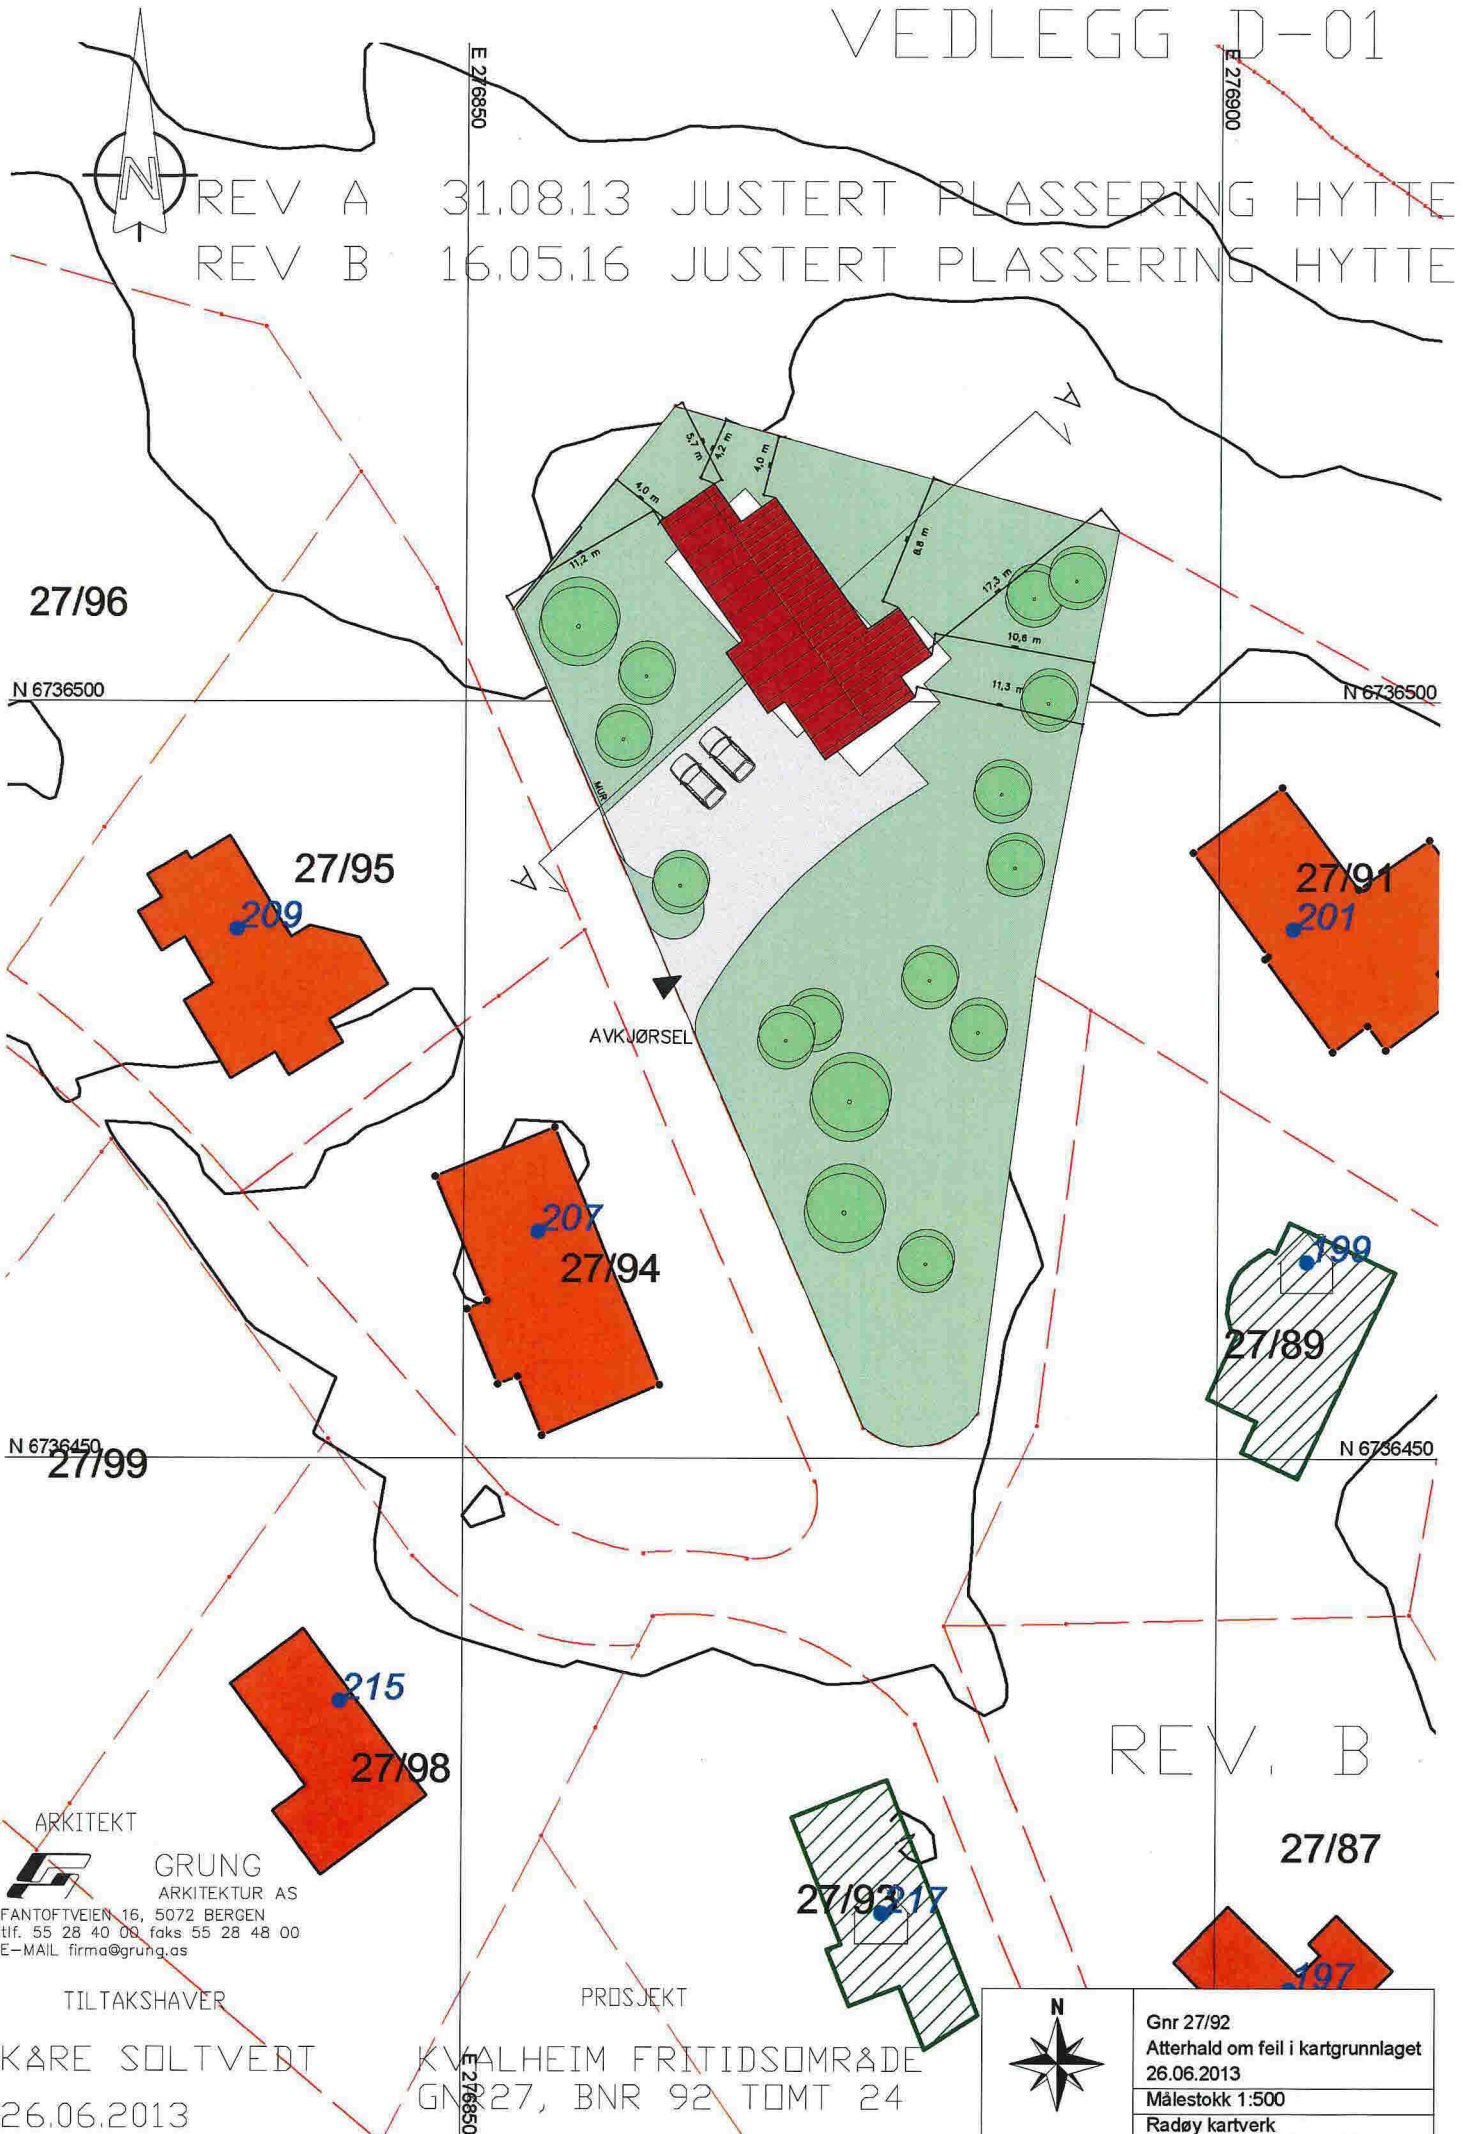 VEDLEGG D-01
E 276850
E 276900
N
REV A 31.08.13 JUSTERT PLASSERING HYTTE
REV B 16.05.16 JUSTERT PLASSERING HYTTE
A
5,7 m
4,2 m
4,0 m
4,0 m
11,2 m
8,8 m
17,3 m
10,6 m
11,3 m
27/96
N 6736500
N 6736500
MUR
A
27/95
209
27/91
201
AVKJØRSEL
207
27/94
199
27/89
N 6736450
27/99
N 6736450
215
27/98
REV. B
27/87
ARKITEKT
GRUNG
ARKITEKTUR AS
FANTOFTVEIEN 16, 5072 BERGEN
tlf. 55 28 40 00 faks 55 28 48 00
E-MAIL firma@grung.as
27/93
217
197
TILTAKSHAVER
PROSJEKT
KÅRE SOLTVEDT
KVALHEIM FRITIDSOMRÅDE
GNR27, BNR 92 TOMT 24
26.06.2013
E 276850
N
Gnr 27/92
Atterhald om feil i kartgrunnlaget
26.06.2013
Målestokk 1:500
Radøy kartverk